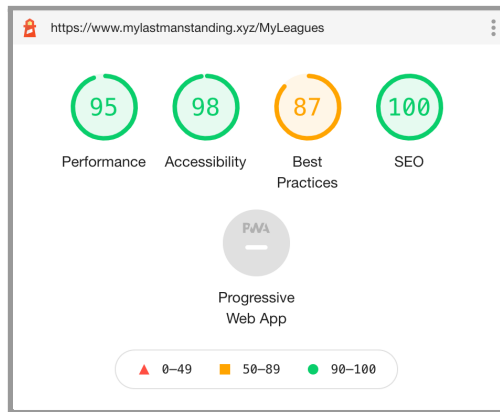 https://www.mylastmanstanding.xyz/MyLeagues
95 98 87 100
Performance Accessibility Best Practices SEO
PWA
Progressive
Web App
0–49 50–89 90–100